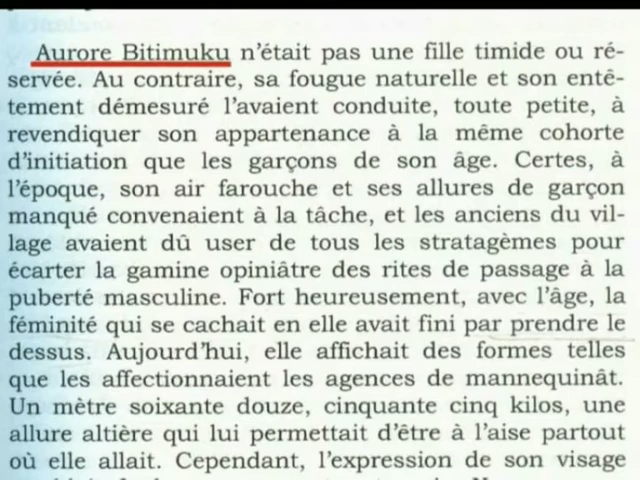 Aurore Bitimuku n'était pas une fille timide ou ré-
servée. Au contraire, sa fougue naturelle et son entê-
tement démesuré l'avaient conduite, toute petite, à
revendiquer son appartenance à la même cohorte
d'initiation que les garçons de son âge. Certes, à
l'époque, son air farouche et ses allures de garçon
manqué convenaient à la tâche, et les anciens du vil-
lage avaient dû user de tous les stratagèmes pour
écarter la gamine opiniâtre des rites de passage à la
puberté masculine. Fort heureusement, avec l'âge, la
féminité qui se cachait en elle avait fini par prendre le
dessus. Aujourd'hui, elle affichait des formes telles
que les affectionnaient les agences de mannequinât.
Un mètre soixante douze, cinquante cinq kilos, une
allure altière qui lui permettait d'être à l'aise partout
où elle allait. Cependant, l'expression de son visage